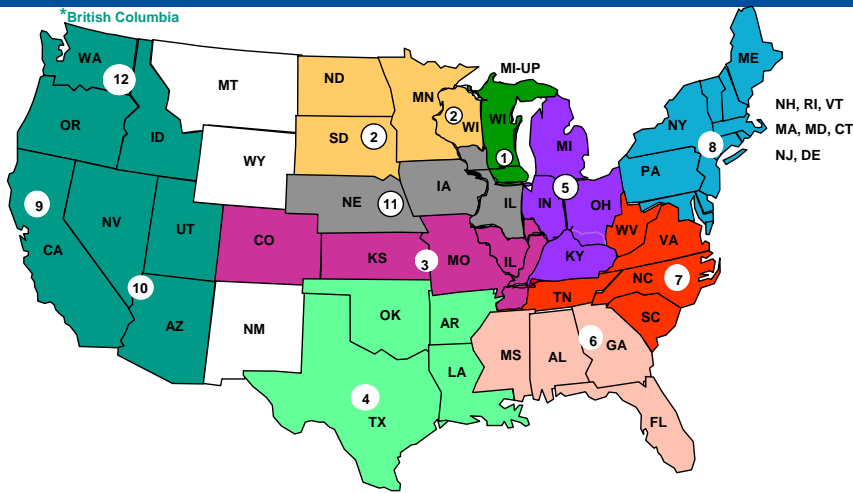 *British Columbia
WA
12
MT
ND
MN
MI-UP
ME
OR
ID
SD
2
2
WI
WI
1
MI
NY
8
NH, RI, VT
MA, MD, CT
NJ, DE
WY
PA
9
NV
UT
CO
NE
11
IA
IL
IN
5
OH
WV
VA
CA
10
KS
3
MO
IL
KY
NC
7
AZ
NM
OK
AR
TN
SC
4
TX
LA
MS
AL
6
GA
FL